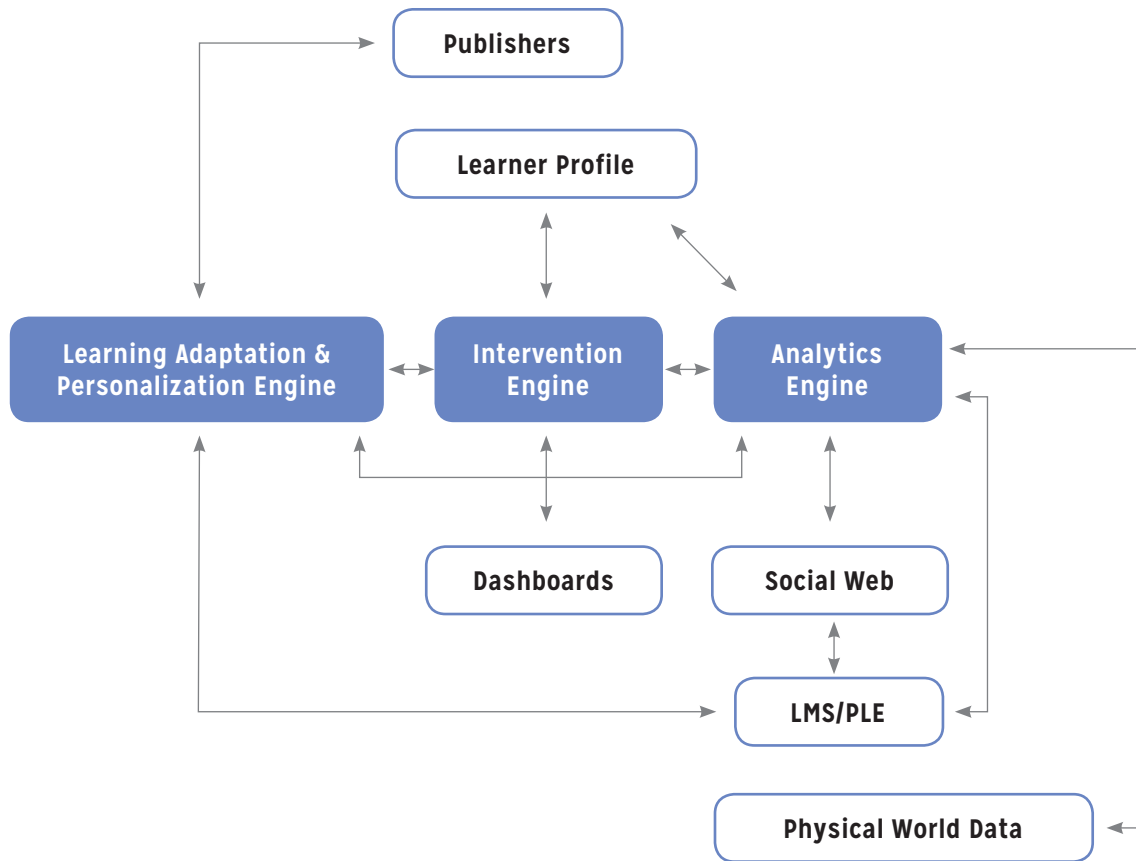 Publishers
Learner Profile
Learning Adaptation &
Personalization Engine
Intervention
Engine
Analytics
Engine
Dashboards
Social Web
LMS/PLE
Physical World Data